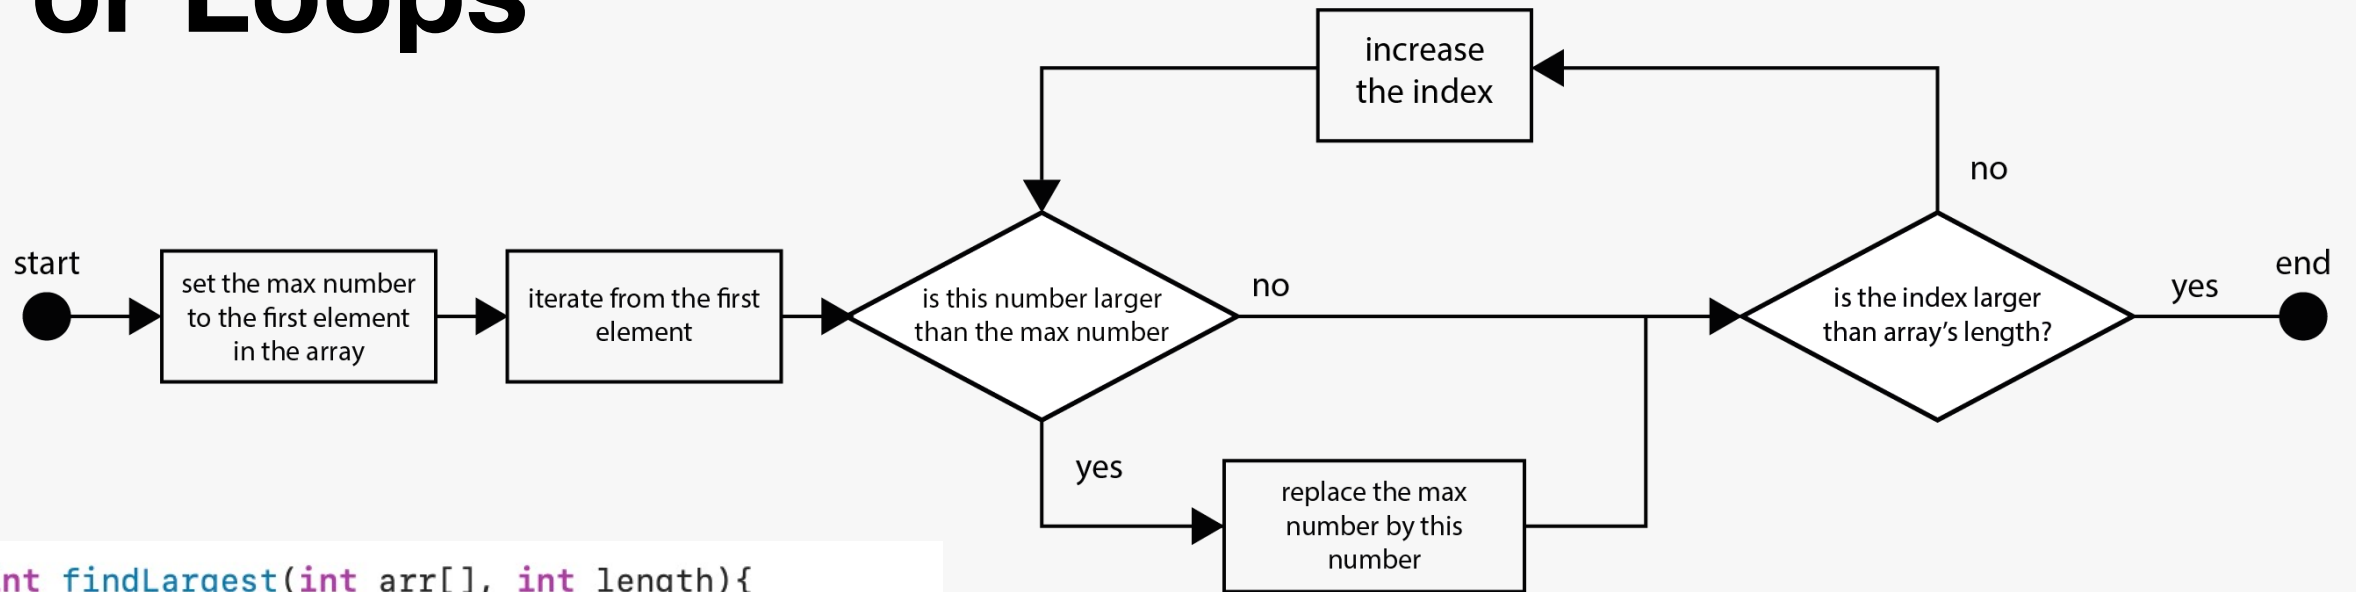 or Loops
increase
the index
no
start
set the max number
to the first element
in the array
iterate from the first
element
is this number larger
than the max number
no
is the index larger
than array's length?
yes
end
yes
replace the max
number by this
number
nt findLargest(int arr[], int length){